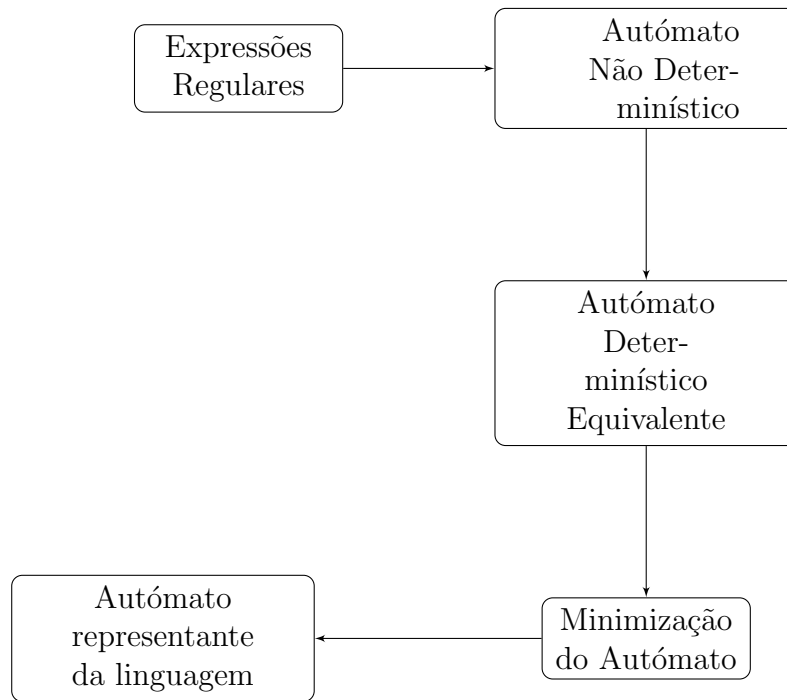 Expressões
Regulares
Autómato
Não Deter-
minístico
Autómato
Deter-
minístico
Equivalente
Minimização
do Autómato
Autómato
representante
da linguagem